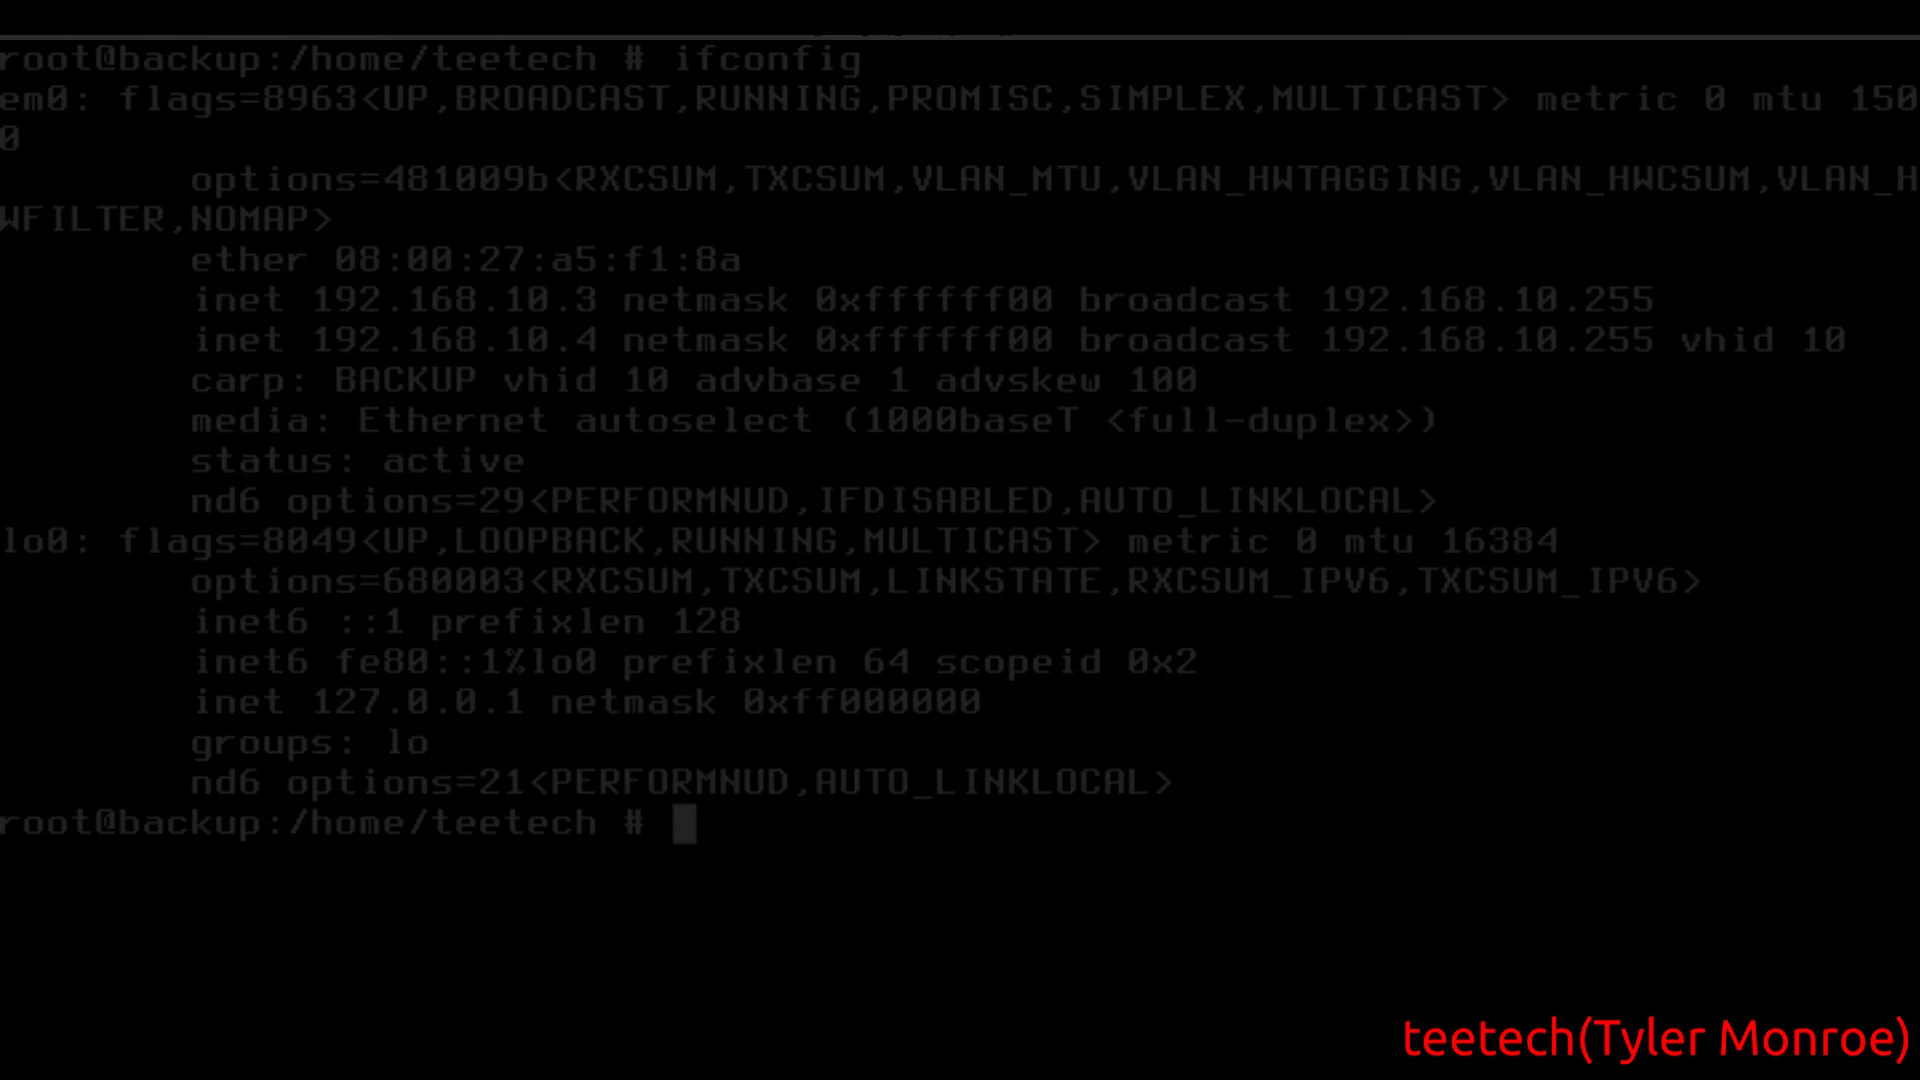 root@backup:/home/teetech # ifconfig
em0: flags=8963<UP,BROADCAST,RUNNING,PROMISC,SIMPLEX,MULTICAST> metric 0 mtu 150
0
options=481009b<RXCSUM,TXCSUM,VLAN_MTU,VLAN_HWTAGGING,VLAN_HWCSUM,VLAN_H
WFILTER,NOMAP>
ether 08:00:27:a5:f1:8a
inet 192.168.10.3 netmask 0xffffff00 broadcast 192.168.10.255
inet 192.168.10.4 netmask 0xffffff00 broadcast 192.168.10.255 vhid 10
carp: BACKUP vhid 10 advbase 1 advskew 100
media: Ethernet autoselect (1000baseT <full-duplex>)
status: active
nd6 options=29<PERFORMNUD,IFDISABLED,AUTO_LINKLOCAL>
lo0: flags=8049<UP,LOOPBACK,RUNNING,MULTICAST> metric 0 mtu 16384
options=680003<RXCSUM,TXCSUM,LINKSTATE,RXCSUM_IPV6,TXCSUM_IPV6>
inet6 ::1 prefixlen 128
inet6 fe80::1%lo0 prefixlen 64 scopeid 0x2
inet 127.0.0.1 netmask 0xff000000
groups: lo
nd6 options=21<PERFORMNUD,AUTO_LINKLOCAL>
root@backup:/home/teetech #
teetech(Tyler Monroe)